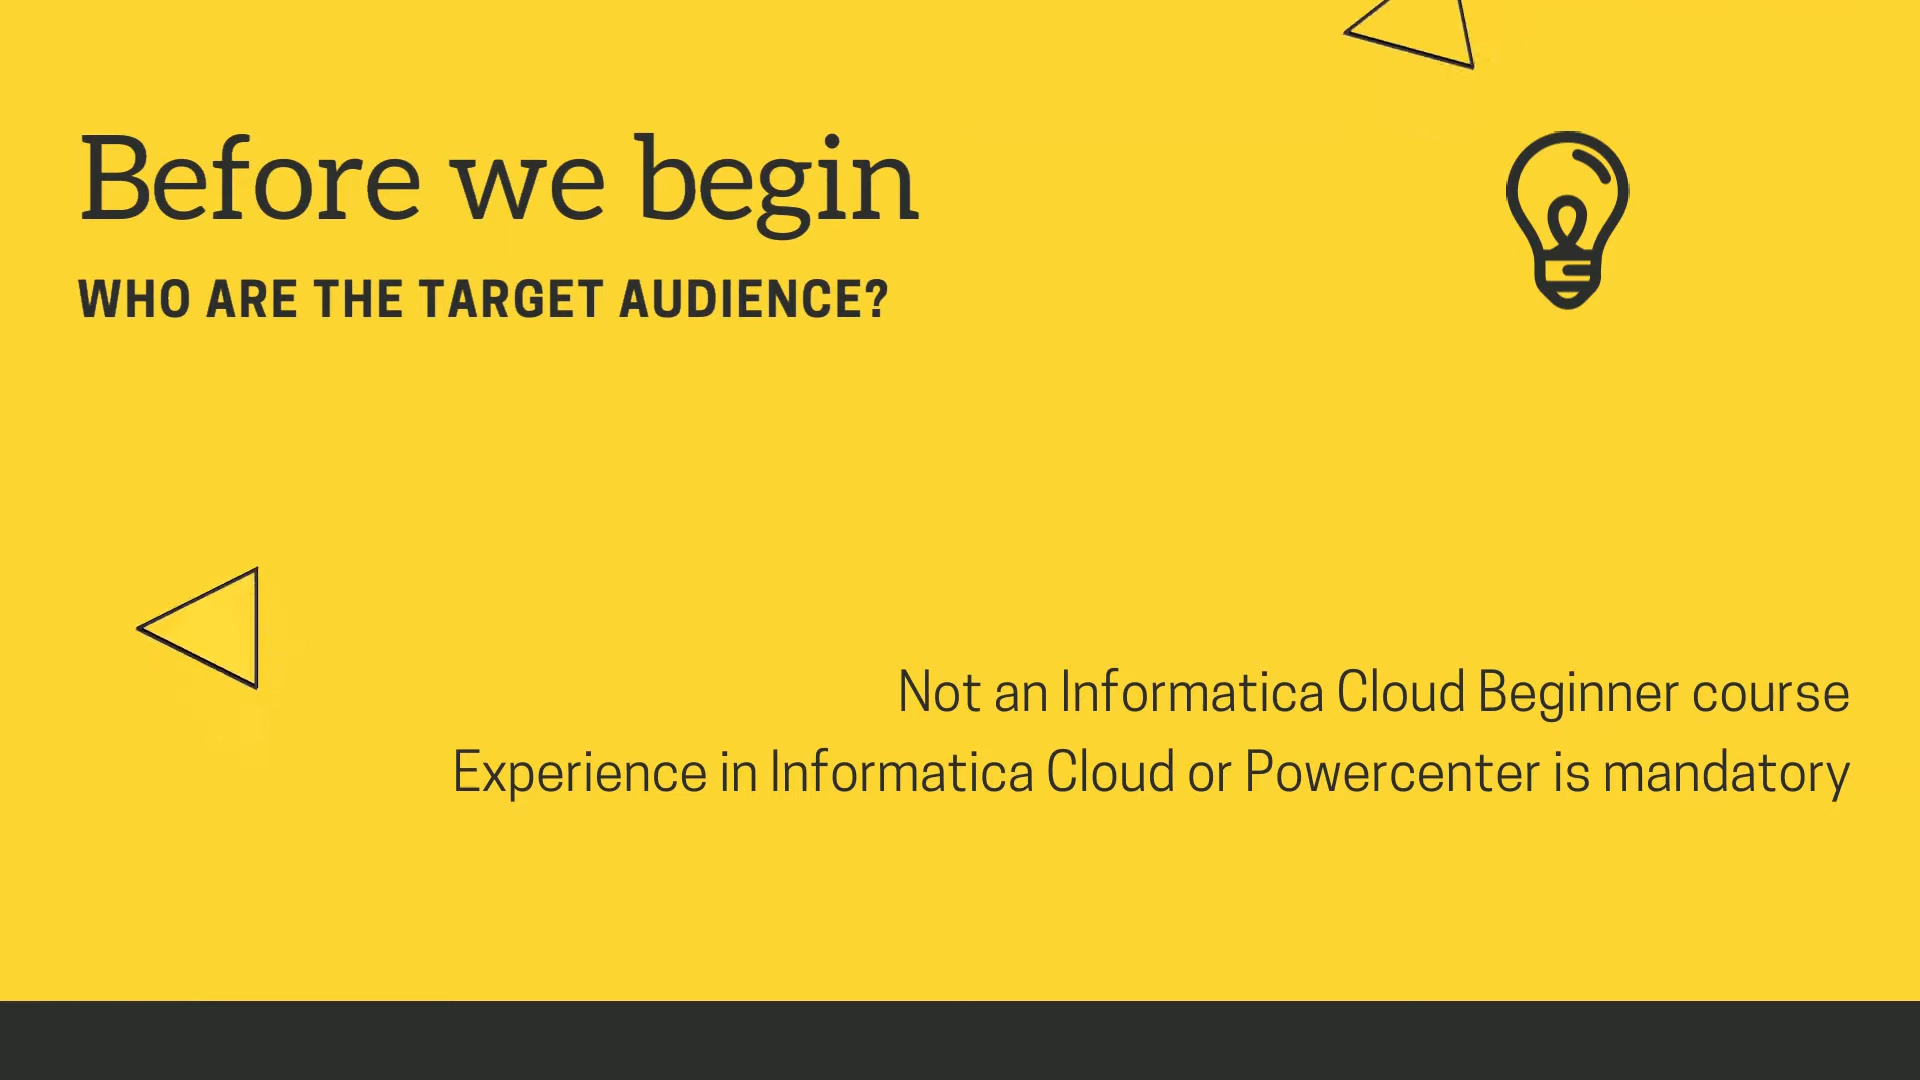 Before we begin
WHO ARE THE TARGET AUDIENCE?
Not an Informatica Cloud Beginner course
Experience in Informatica Cloud or Powercenter is mandatory